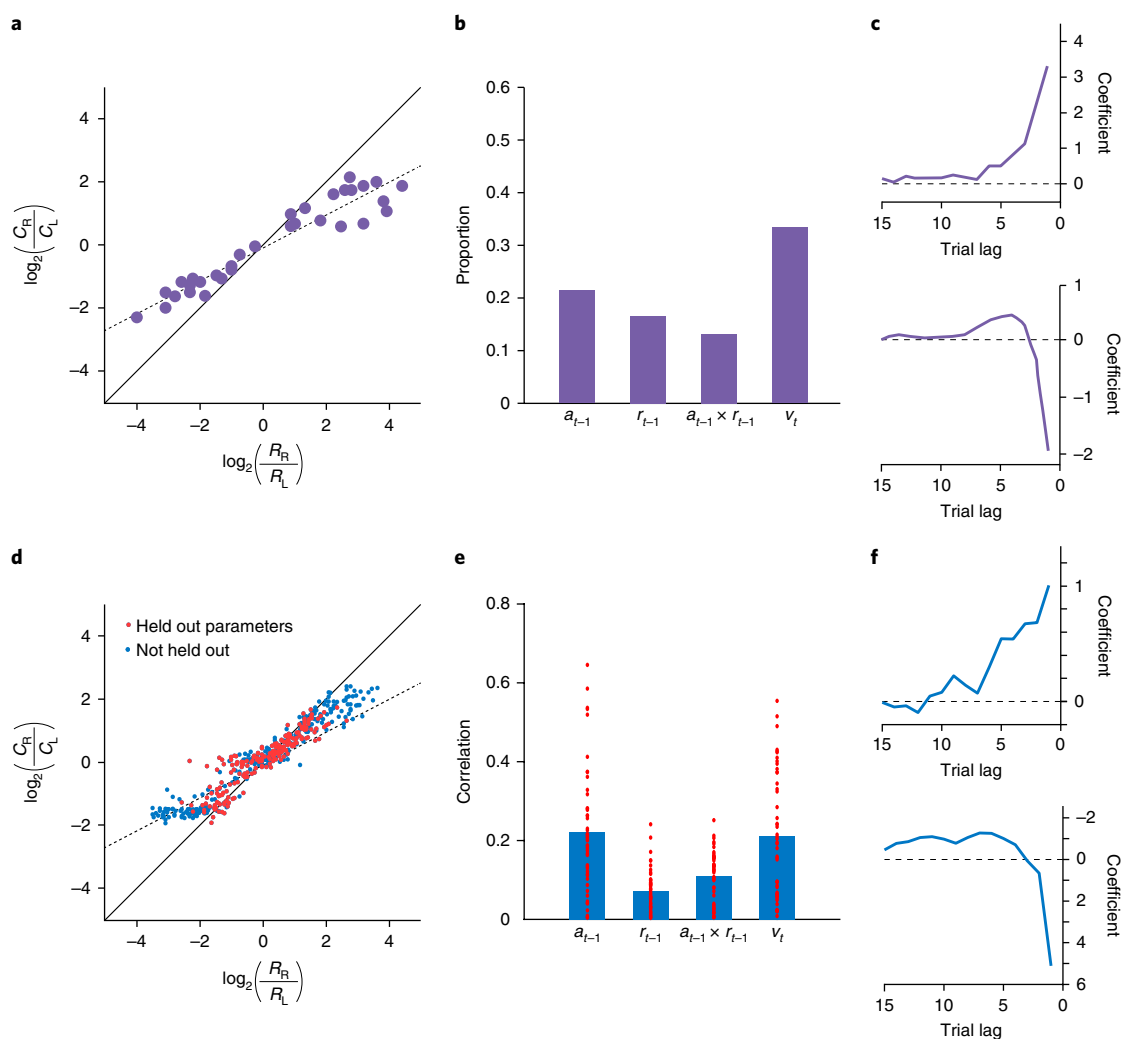 a
4
2
0
−2
−4
log2(CR/CL)
−4 −2 0 2 4
log2(RR/RL)
b
0.6
0.5
0.4
0.3
0.2
0.1
0
Proportion
at−1 rt−1 at−1 × rt−1 vt
c
4
3
2
1
0
Coefficient
15 10 5 0
Trial lag
1
0
−1
−2
Coefficient
15 10 5 0
Trial lag
d
Held out parameters
Not held out
4
2
0
−2
−4
log2(CR/CL)
−4 −2 0 2 4
log2(RR/RL)
e
0.8
0.6
0.4
0.2
0
Correlation
at−1 rt−1 at−1 × rt−1 vt
f
1
0
Coefficient
15 10 5 0
Trial lag
−2
0
2
4
6
Coefficient
15 10 5 0
Trial lag